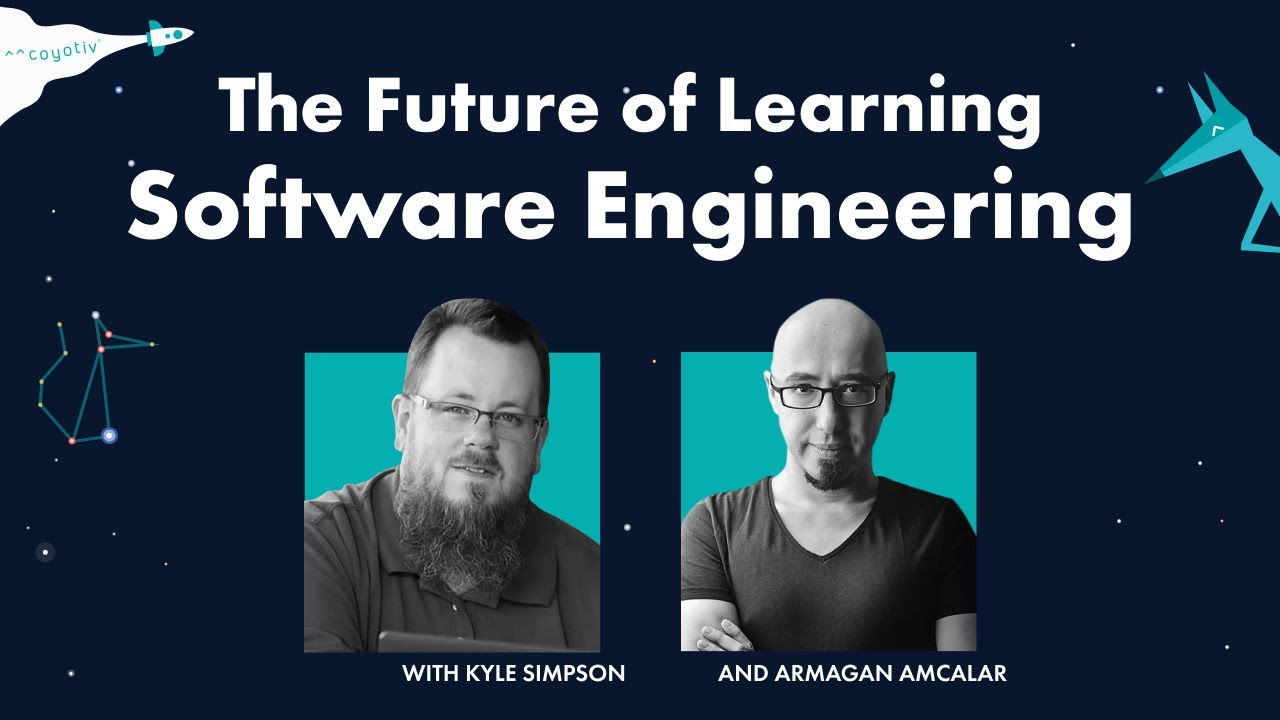 ^^coyotiv
The Future of Learning
Software Engineering
WITH KYLE SIMPSON
AND ARMAGAN AMCALAR